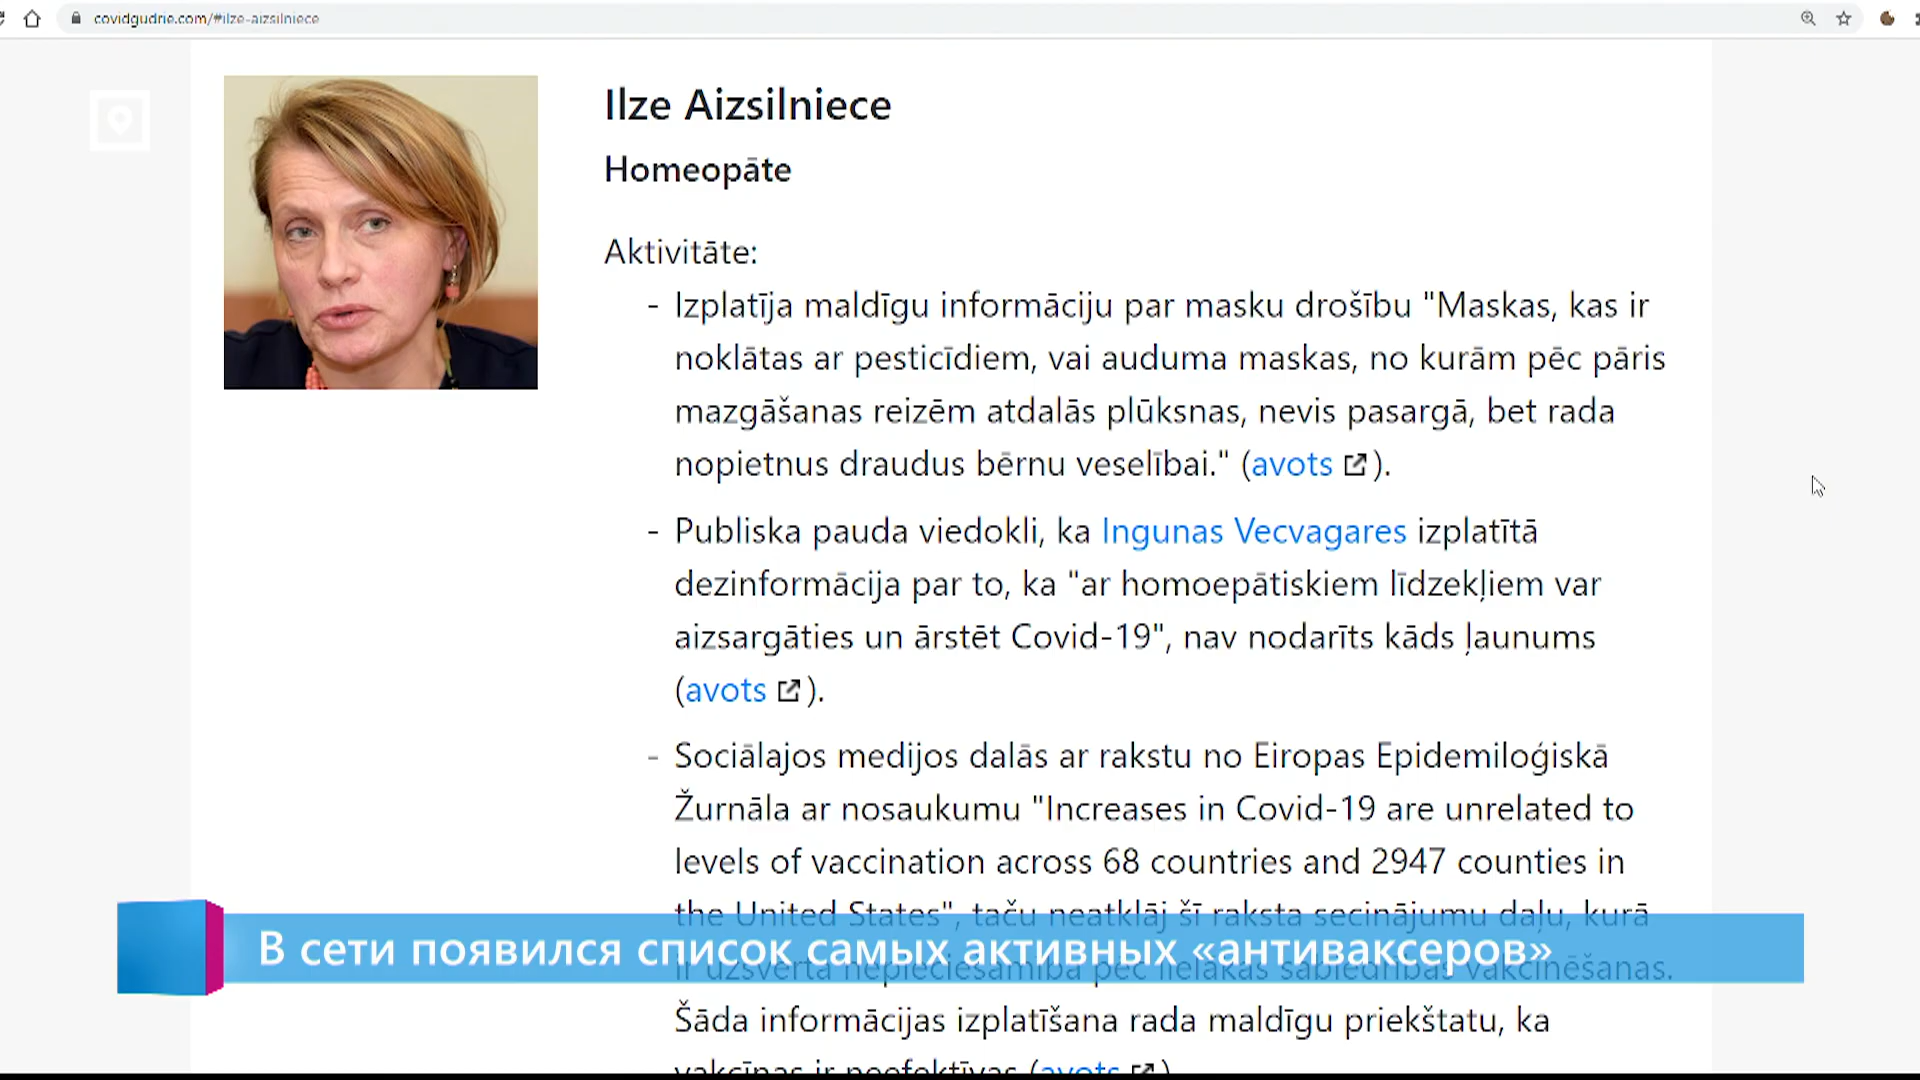 covidgudrie.com/#ilze-aizsilniece
Ilze Aizsilniece
Homeopāte
Aktivitāte:
- Izplatīja maldīgu informāciju par masku drošību "Maskas, kas ir
noklātas ar pesticīdiem, vai auduma maskas, no kurām pēc pāris
mazgāšanas reizēm atdalās plūksnas, nevis pasargā, bet rada
nopietnus draudus bērnu veselībai." (avots).
- Publiska pauda viedokli, ka Ingunas Vecvagares izplatītā
dezinformācija par to, ka "ar homoepātiskiem līdzekļiem var
aizsargāties un ārstēt Covid-19", nav nodarīts kāds ļaunums
(avots).
- Sociālajos medijos dalās ar rakstu no Eiropas Epidemiloģiskā
Žurnāla ar nosaukumu "Increases in Covid-19 are unrelated to
levels of vaccination across 68 countries and 2947 counties in
the United States", taču neatklāj šī raksta secinājumu daļu, kurā
ir uzsvērta nepieciešamība pēc lielākas sabiedrības vakcinēšanas.
В сети появился список самых активных «антиваксеров»
Šāda informācijas izplatīšana rada maldīgu priekštatu, ka
vakcīnas ir neefektīvas (avots).